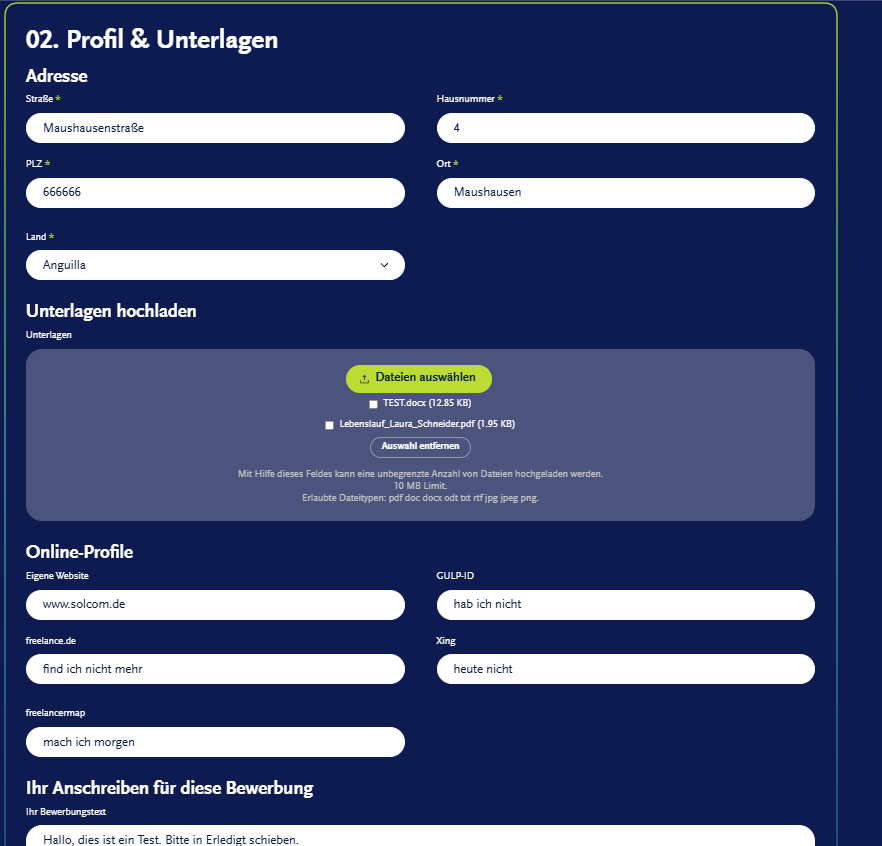 02. Profil & Unterlagen
Adresse
Straße *
Hausnummer *
Maushausenstraße
4
PLZ *
Ort *
666666
Maushausen
Land *
Anguilla
Unterlagen hochladen
Unterlagen
Dateien auswählen
TEST.docx (12.85 KB)
Lebenslauf_Laura_Schneider.pdf (1.95 KB)
Auswahl entfernen
Mit Hilfe dieses Feldes kann eine unbegrenzte Anzahl von Dateien hochgeladen werden.
10 MB Limit.
Erlaubte Dateitypen: pdf doc docx odt txt rtf jpg jpeg png.
Online-Profile
Eigene Website
GULP-ID
www.solcom.de
hab ich nicht
freelance.de
Xing
find ich nicht mehr
heute nicht
freelancermap
mach ich morgen
Ihr Anschreiben für diese Bewerbung
Ihr Bewerbungstext
Hallo, dies ist ein Test. Bitte in Erledigt schieben.